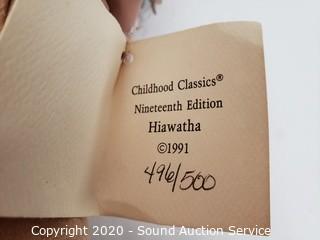 Childhood Classics®
Nineteenth Edition
Hiawatha
©1991
496/500
Copyright 2020 - Sound Auction Service